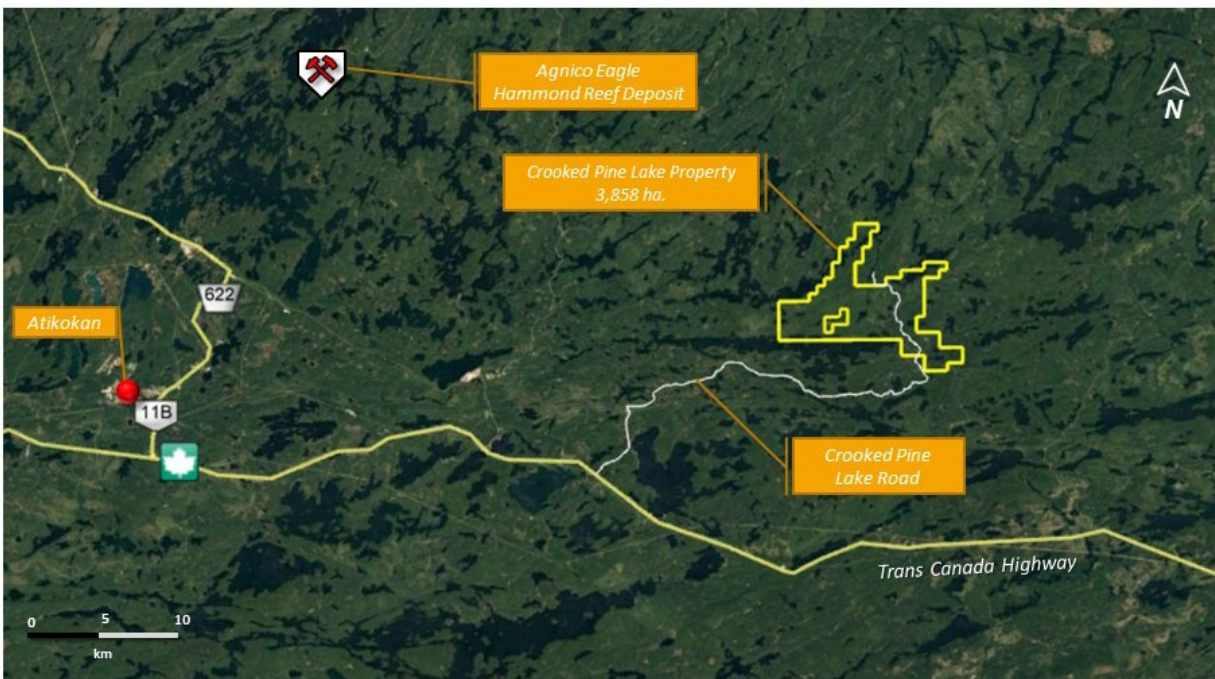 Agnico Eagle
Hammond Reef Deposit
N
Crooked Pine Lake Property
3,858 ha.
622
Atikokan
11B
Crooked Pine
Lake Road
Trans Canada Highway
0 5 10
km